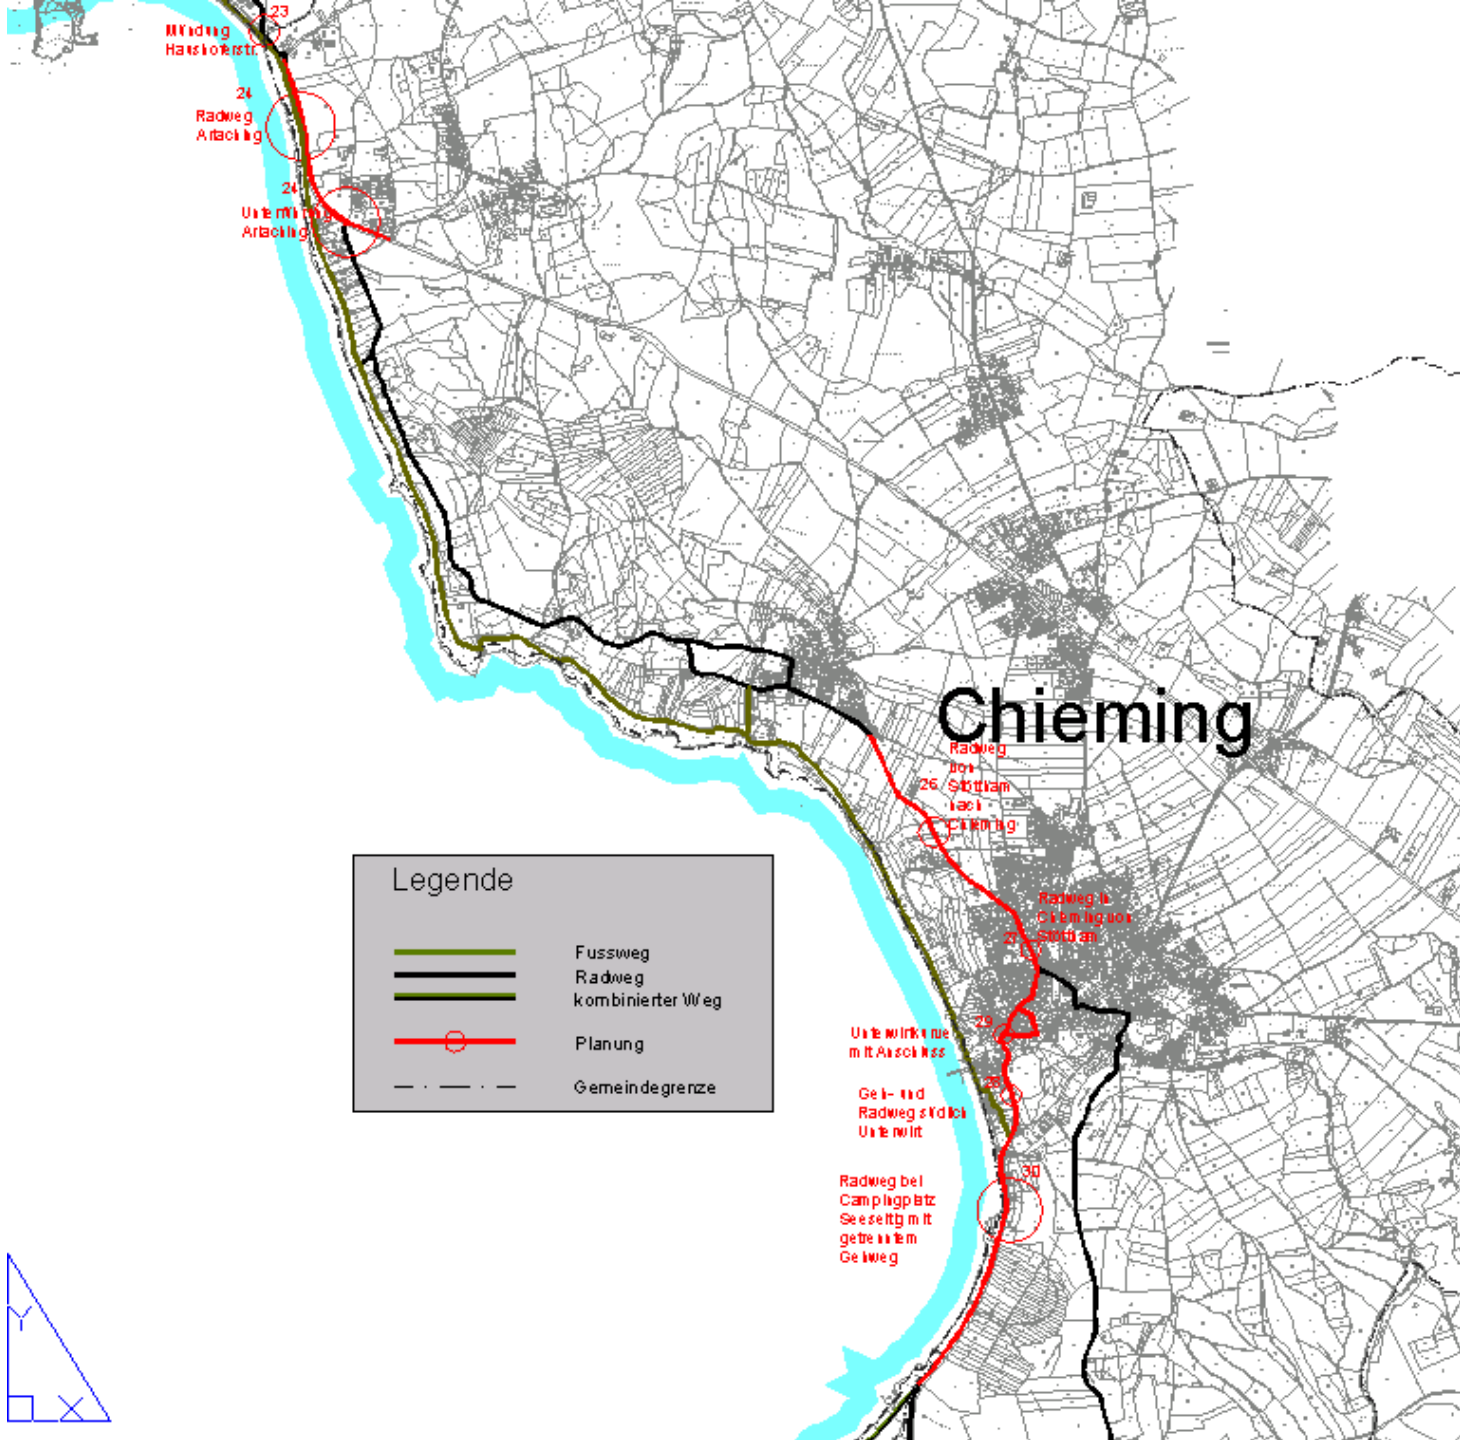 23
Mündung
Haushoferstr.
24
Radweg
Arlaching
24
Unterführung
Arlaching
Chieming
Radweg
von
Stöttham
nach
Chieming
26
Radweg in
Chieming von
Stöttham
27
29
Unterwirtkurve
mit Anschluss
28
Geh- und
Radweg südlich
Unterwirt
30
Radweg bei
Campingplatz
Seeseitig mit
getrenntem
Gehweg
Legende
Fussweg
Radweg
kombinierter Weg
Planung
Gemeindegrenze
Y
X